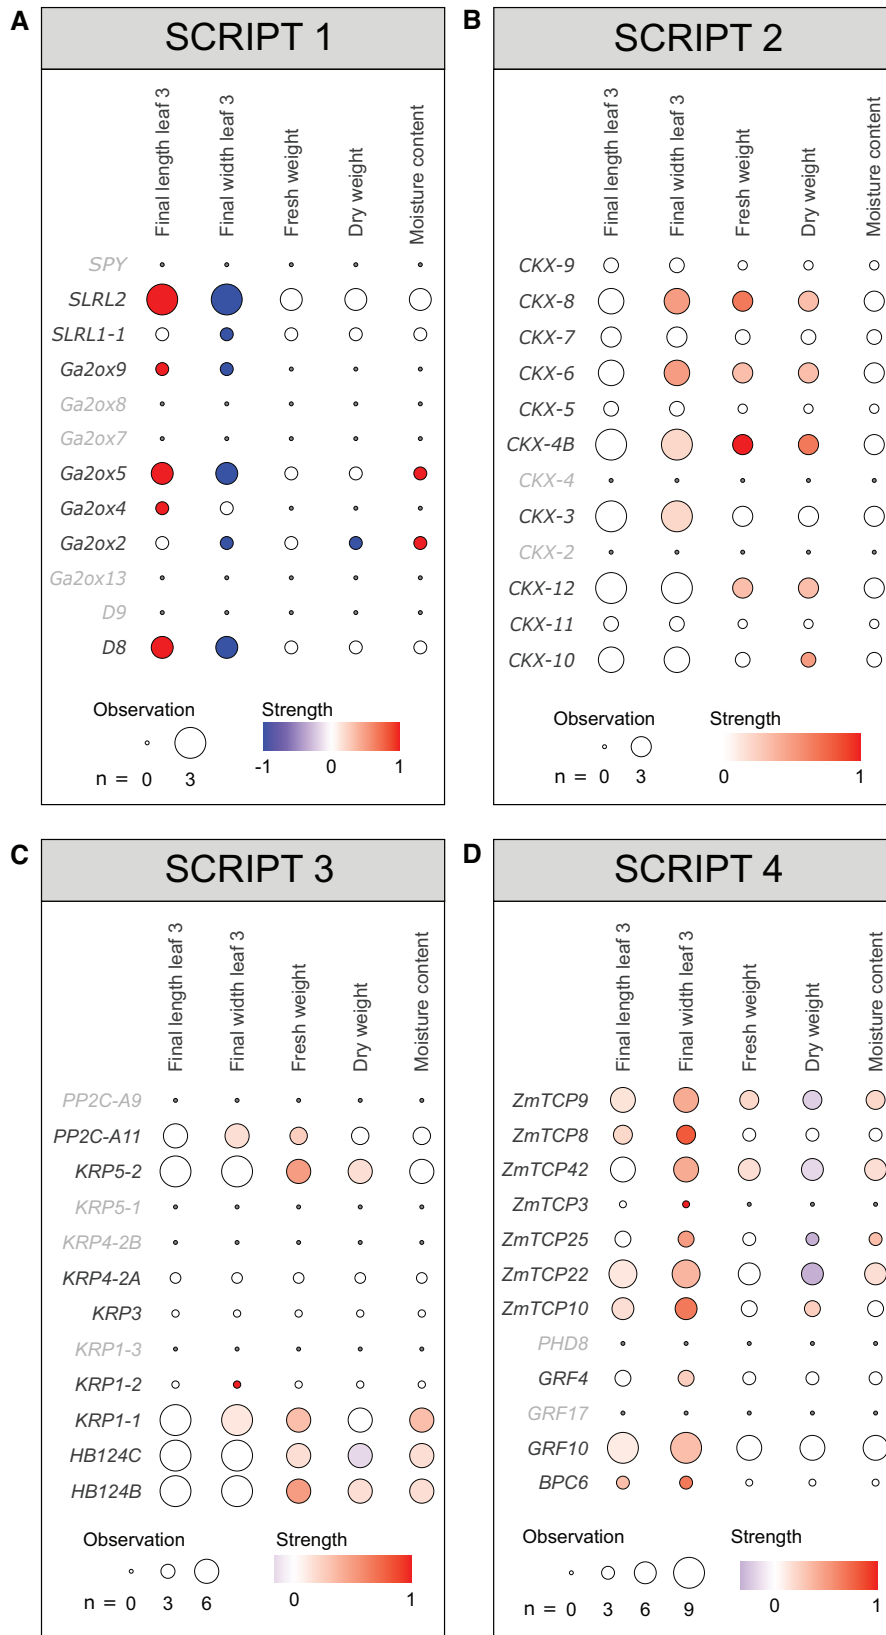 A
SCRIPT 1
Final length leaf 3
Final width leaf 3
Fresh weight
Dry weight
Moisture content
SPY
SLRL2
SLRL1-1
Ga2ox9
Ga2ox8
Ga2ox7
Ga2ox5
Ga2ox4
Ga2ox2
Ga2ox13
D9
D8
Observation
n = 0 3
Strength
-1 0 1
B
SCRIPT 2
Final length leaf 3
Final width leaf 3
Fresh weight
Dry weight
Moisture content
CKX-9
CKX-8
CKX-7
CKX-6
CKX-5
CKX-4B
CKX-4
CKX-3
CKX-2
CKX-12
CKX-11
CKX-10
Observation
n = 0 3
Strength
0 1
C
SCRIPT 3
Final length leaf 3
Final width leaf 3
Fresh weight
Dry weight
Moisture content
PP2C-A9
PP2C-A11
KRP5-2
KRP5-1
KRP4-2B
KRP4-2A
KRP3
KRP1-3
KRP1-2
KRP1-1
HB124C
HB124B
Observation
n = 0 3 6
Strength
0 1
D
SCRIPT 4
Final length leaf 3
Final width leaf 3
Fresh weight
Dry weight
Moisture content
ZmTCP9
ZmTCP8
ZmTCP42
ZmTCP3
ZmTCP25
ZmTCP22
ZmTCP10
PHD8
GRF4
GRF17
GRF10
BPC6
Observation
n = 0 3 6 9
Strength
0 1